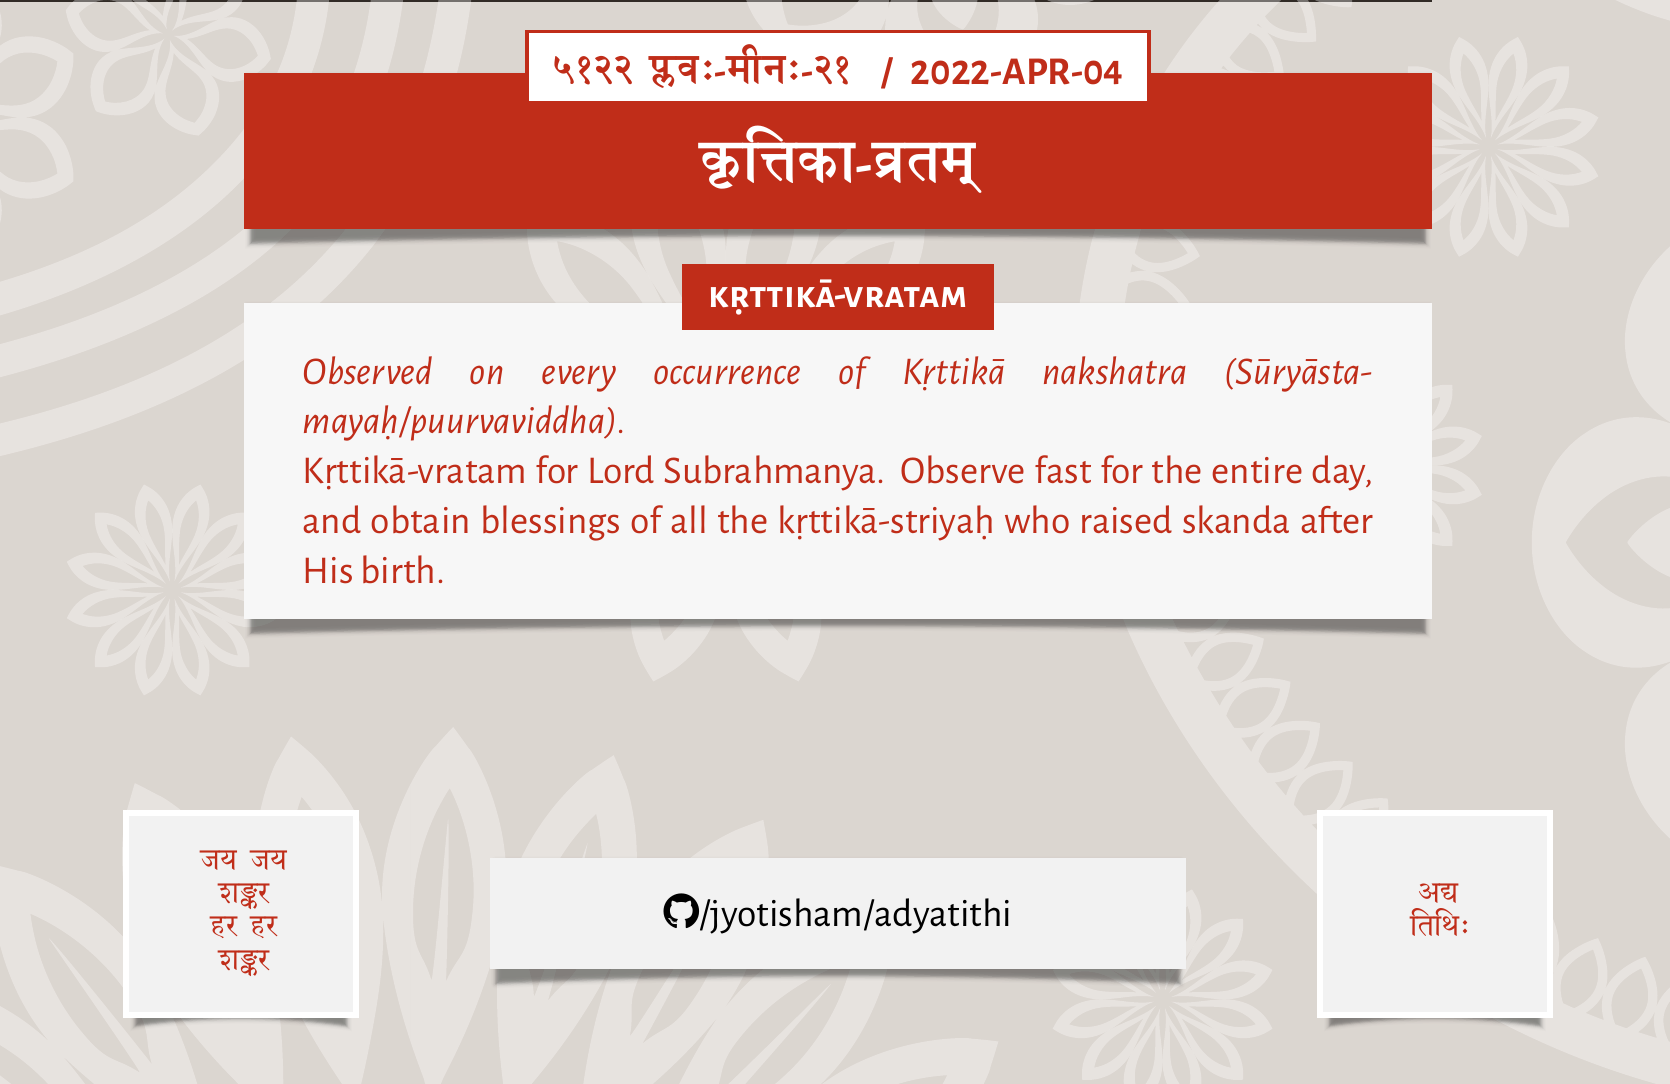 ५१२२ प्लवः-मीनः-२१ / 2022-APR-04
कृत्तिका-व्रतम्
KṚTTIKĀ-VRATAM
Observed on every occurrence of Kṛttikā nakshatra (Sūryāsta-
mayaḥ/puurvaviddha).
Kṛttikā-vratam for Lord Subrahmanya. Observe fast for the entire day,
and obtain blessings of all the kṛttikā-striyaḥ who raised skanda after
His birth.
जय जय
शङ्कर
हर हर
शङ्कर
/jyotisham/adyatithi
अद्य
तिथिः